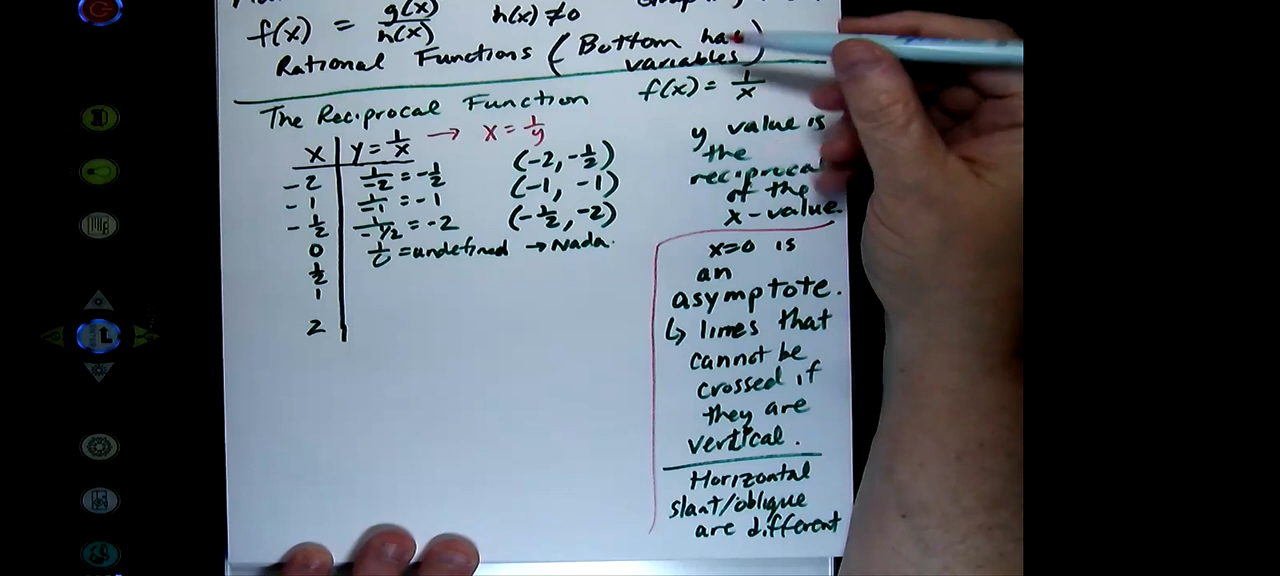 f(x) = g(x)/h(x) h(x) ≠ 0
Rational Functions (Bottom has variables)
The Reciprocal Function f(x) = 1/x
x | y = 1/x → x = 1/y
-2 | 1/-2 = -1/2 (-2, -1/2)
-1 | 1/-1 = -1 (-1, -1)
-1/2 | 1/-1/2 = -2 (-1/2, -2)
0 | 1/0 = undefined → Nada.
1/2
1
2
y value is
the
reciprocal
of the
x-value.
x=0 is
an
asymptote.
↳ lines that
cannot be
crossed if
they are
vertical.
Horizontal
slant/oblique
are different